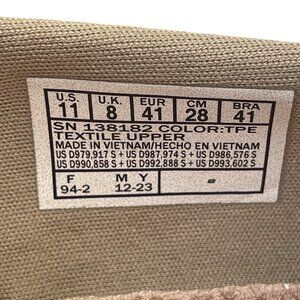 U.S. U.K. EUR CM BRA
11 8 41 28 41
SN 138182 COLOR:TPE
TEXTILE UPPER
MADE IN VIETNAM/HECHO EN VIETNAM
US D979,917 S + US D987,974 S + US D986,576 S
US D990,858 S + US D992,888 S + US D993,602 S
F M Y
94-2 12-23 -